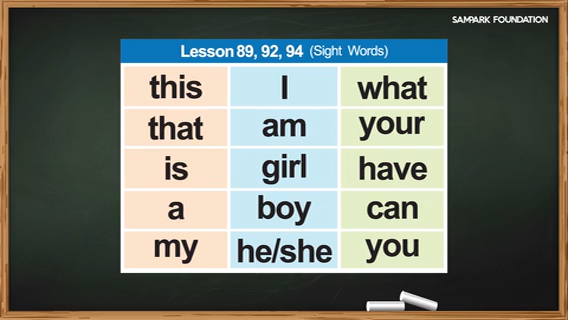 SAMPARK FOUNDATION
Lesson 89, 92, 94 (Sight Words)
this I what
that am your
is girl have
a boy can
my he/she you